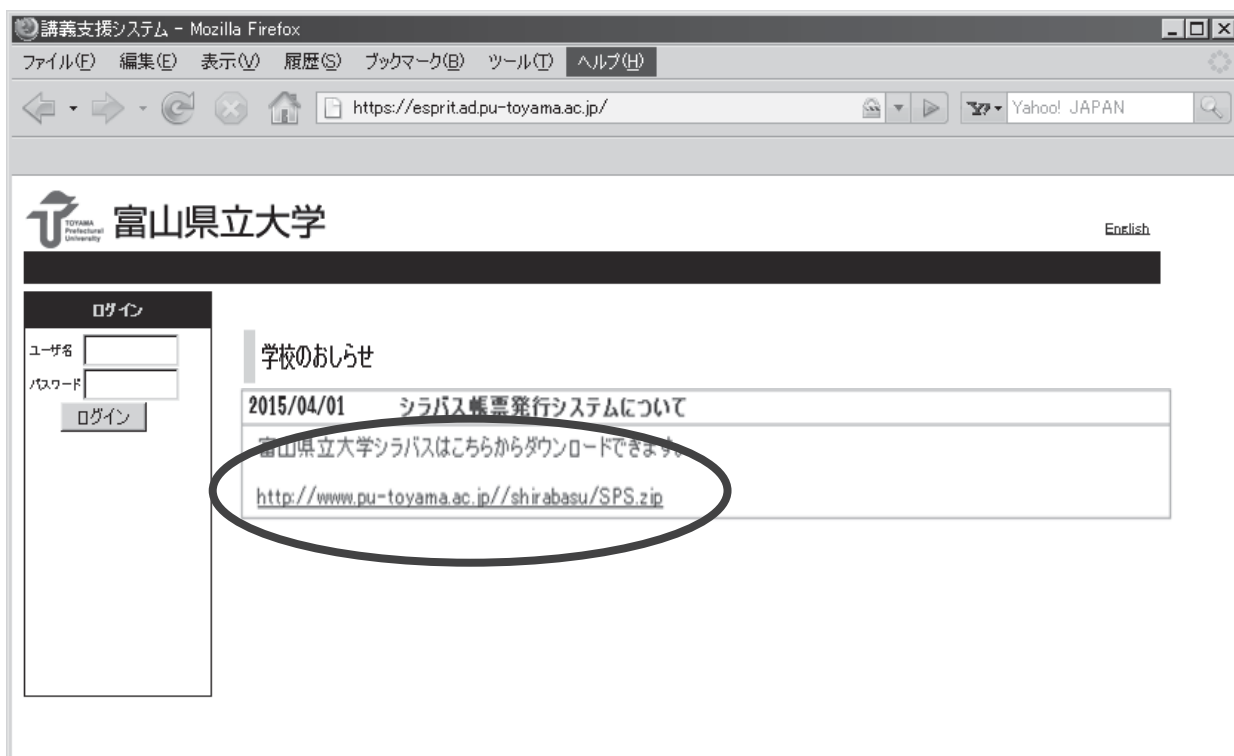 講義支援システム - Mozilla Firefox
ファイル(F) 編集(E) 表示(V) 履歴(S) ブックマーク(B) ツール(T) ヘルプ(H)
https://esprit.ad.pu-toyama.ac.jp/ Yahoo! JAPAN
TOYAMA
Prefectural
University
富山県立大学
English
ログイン
ユーザ名
パスワード
ログイン
学校のおしらせ
2015/04/01 シラバス帳票発行システムについて
富山県立大学シラバスはこちらからダウンロードできます。
http://www.pu-toyama.ac.jp//shirabasu/SPS.zip